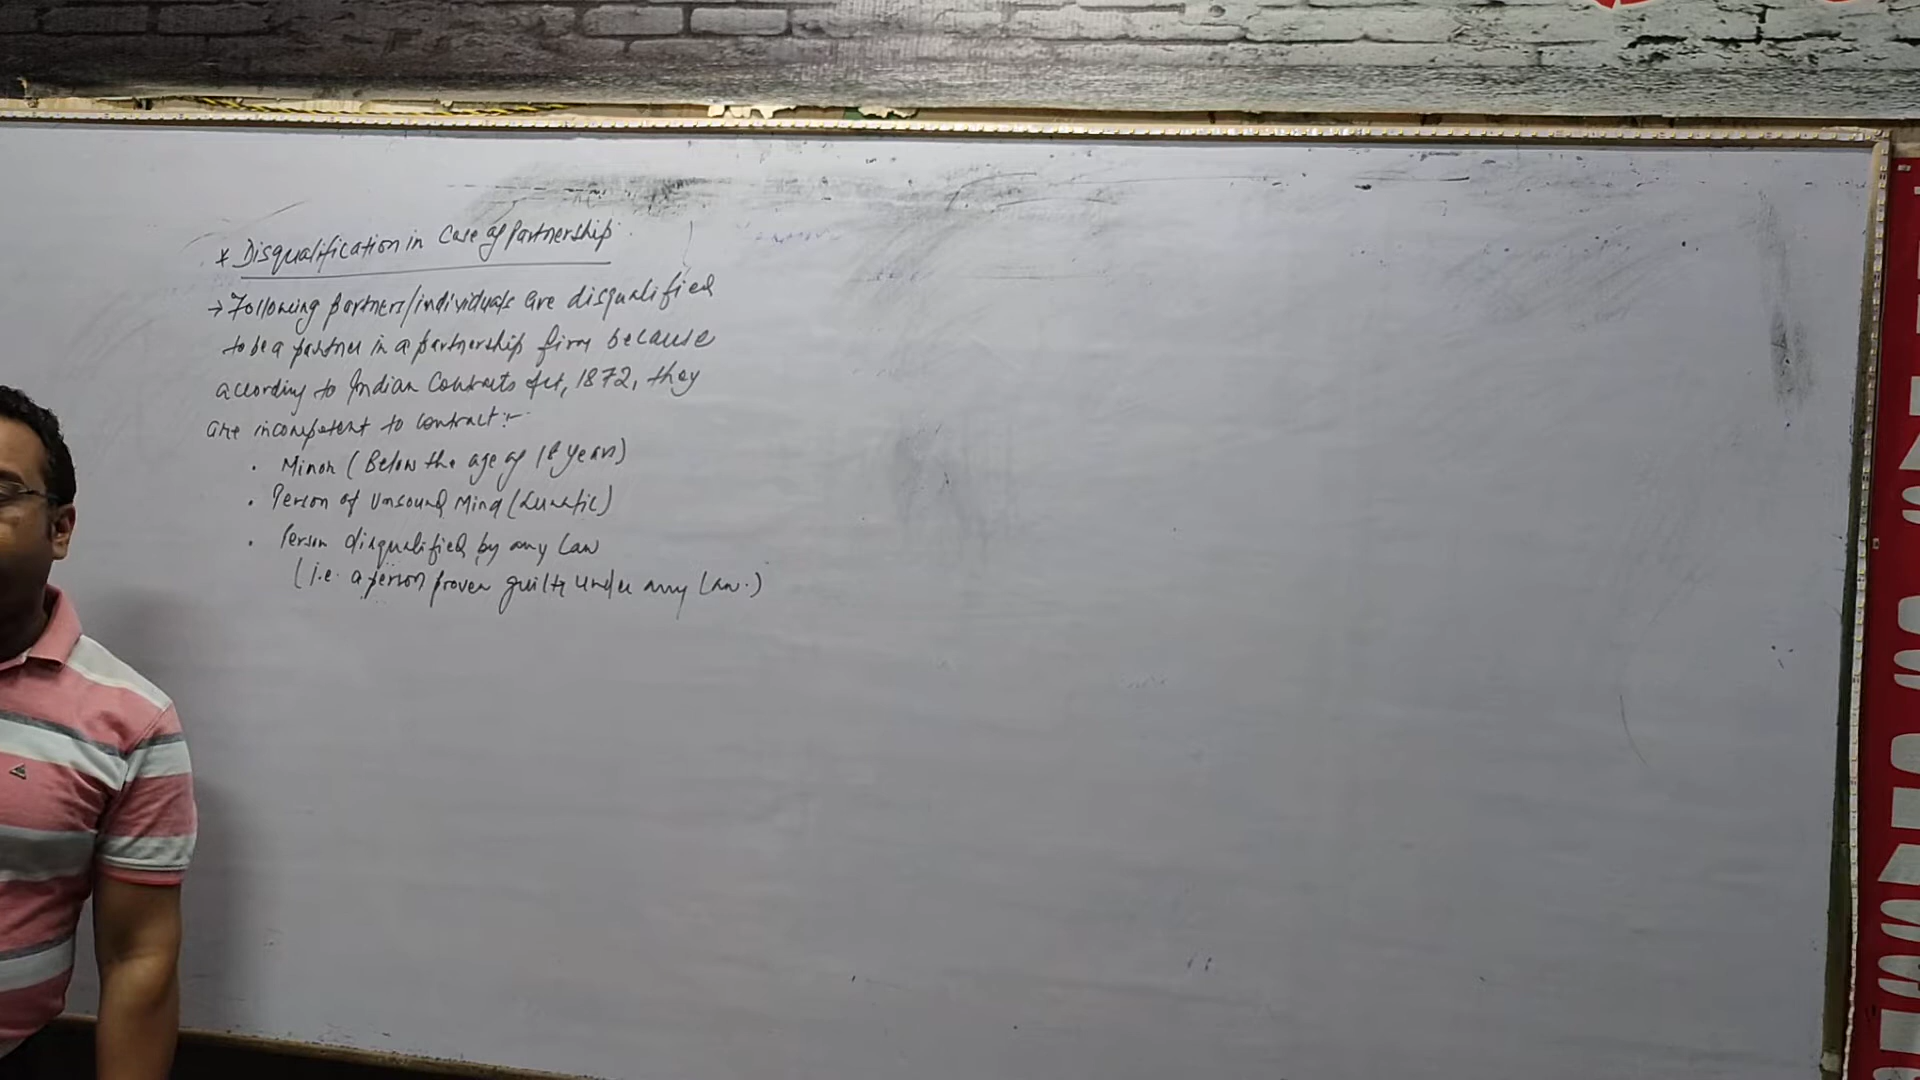 * Disqualification in Case of Partnership
→ Following partners/individuals are disqualified
to be a partner in a partnership firm because
according to Indian Contracts Act, 1872, they
are incompetent to contract :-
• Minor (Below the age of 18 years)
• Person of Unsound Mind (Lunatic)
• Person disqualified by any Law
(i.e. a person proven guilty under any Law.)